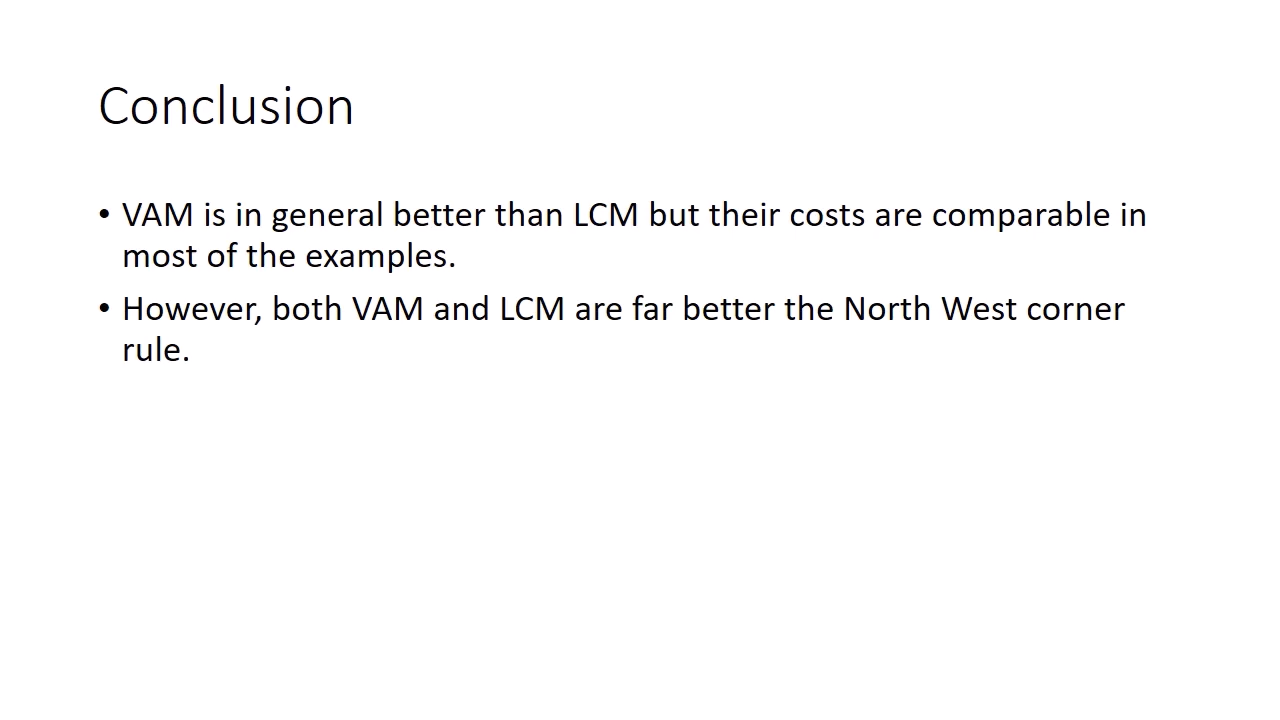 Conclusion
• VAM is in general better than LCM but their costs are comparable in
most of the examples.
• However, both VAM and LCM are far better the North West corner
rule.